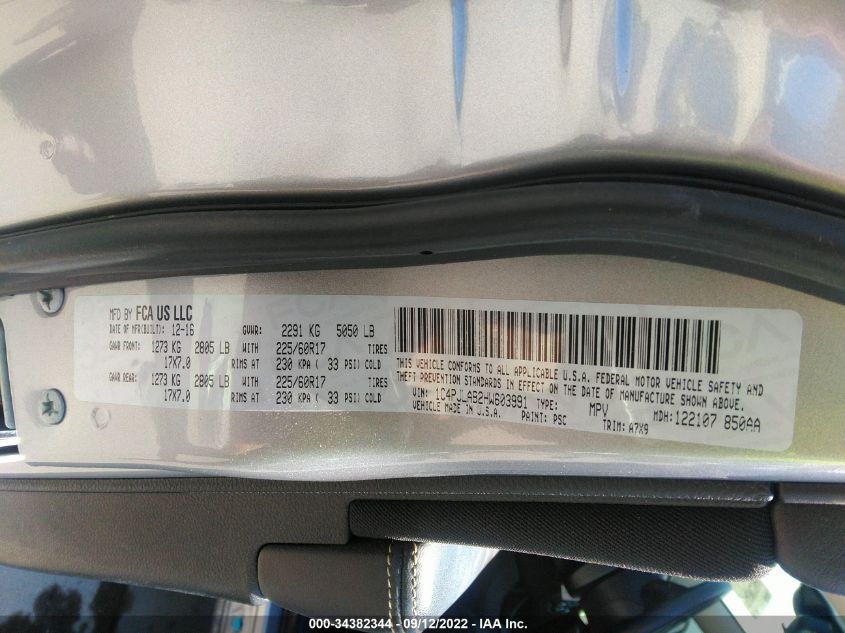 MFD BY FCA US LLC
DATE OF MFR(BUILT): 12-16 GVWR: 2291 KG 5050 LB
GAWR FRONT: 1273 KG 2805 LB WITH 225/60R17 TIRES
17X7.0 RIMS AT 230 KPA ( 33 PSI) COLD
GAWR REAR: 1273 KG 2805 LB WITH 225/60R17 TIRES
17X7.0 RIMS AT 230 KPA ( 33 PSI) COLD
THIS VEHICLE CONFORMS TO ALL APPLICABLE U.S.A. FEDERAL MOTOR VEHICLE SAFETY AND
THEFT PREVENTION STANDARDS IN EFFECT ON THE DATE OF MANUFACTURE SHOWN ABOVE.
VIN: 1C4PJLAB2HW603991 TYPE: MPV MDH: 122107 850AA
VEHICLE MADE IN U.S.A. PAINT: PSC TRIM: A7X9
000-34382344 - 09/12/2022 - IAA Inc.